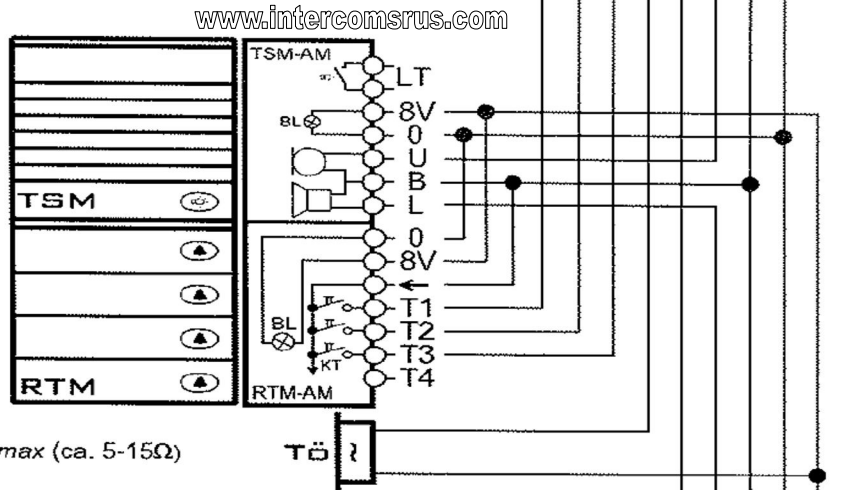 www.intercomsrus.com
TSM-AM
LT
8V
BL
0
U
B
L
TSM
0
8V
←
T1
BL
T2
T3
KT
T4
RTM
RTM-AM
max (ca. 5-15Ω)
TÖ
~